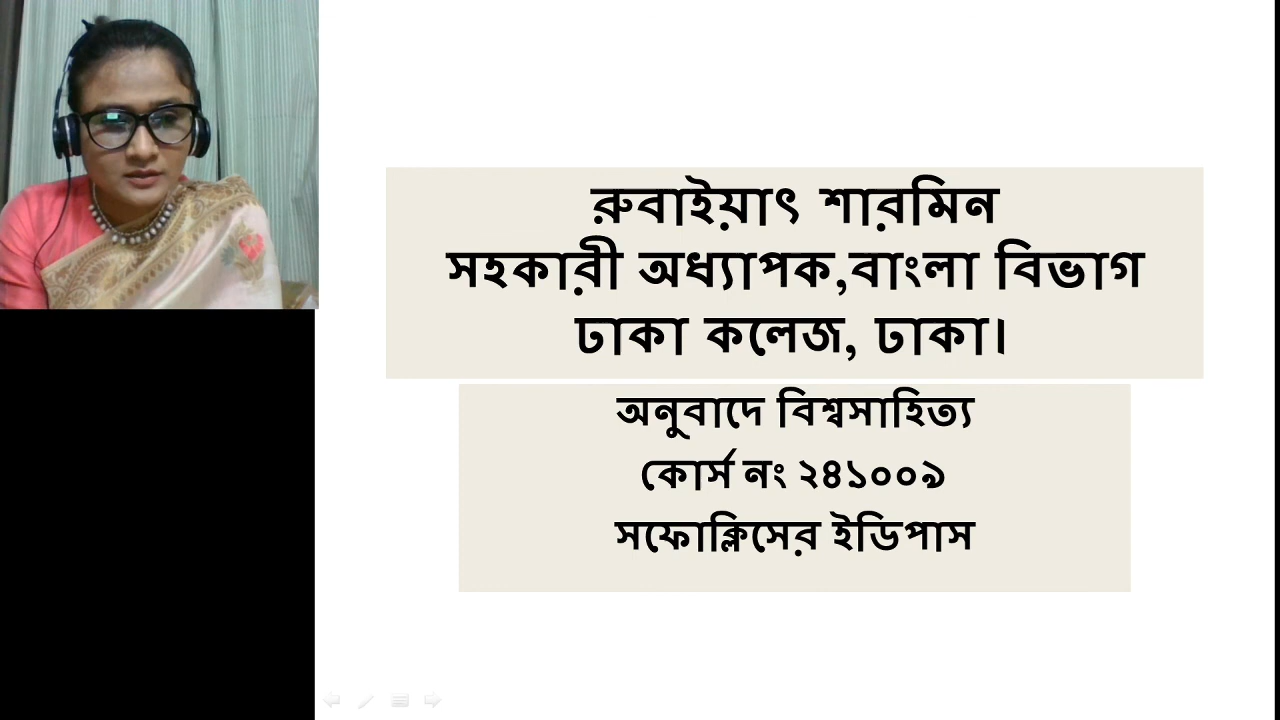 রুবাইয়াৎ শারমিন
সহকারী অধ্যাপক,বাংলা বিভাগ
ঢাকা কলেজ, ঢাকা।
অনুবাদে বিশ্বসাহিত্য
কোর্স নং ২৪১০০৯
সফোক্লিসের ইডিপাস